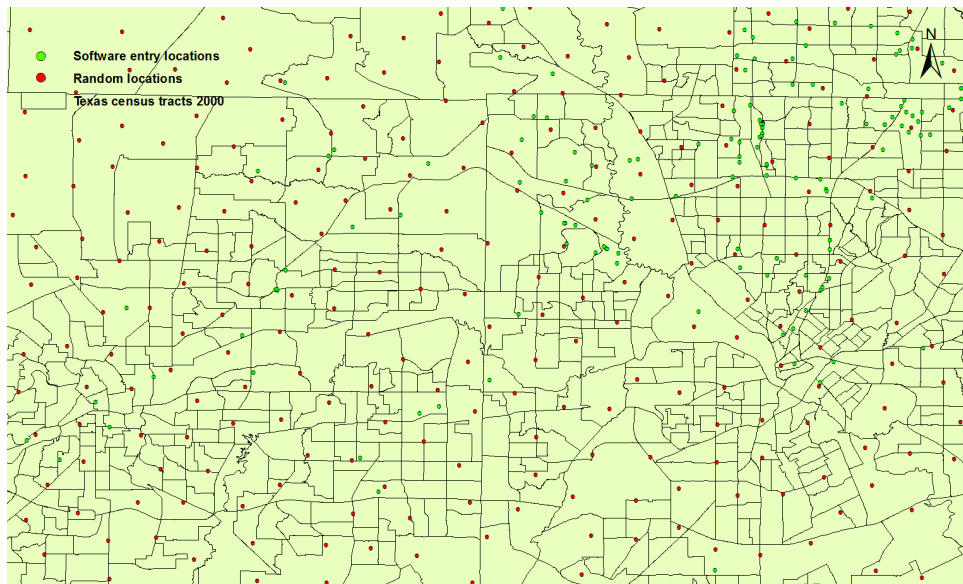 N
Software entry locations
Random locations
Texas census tracts 2000